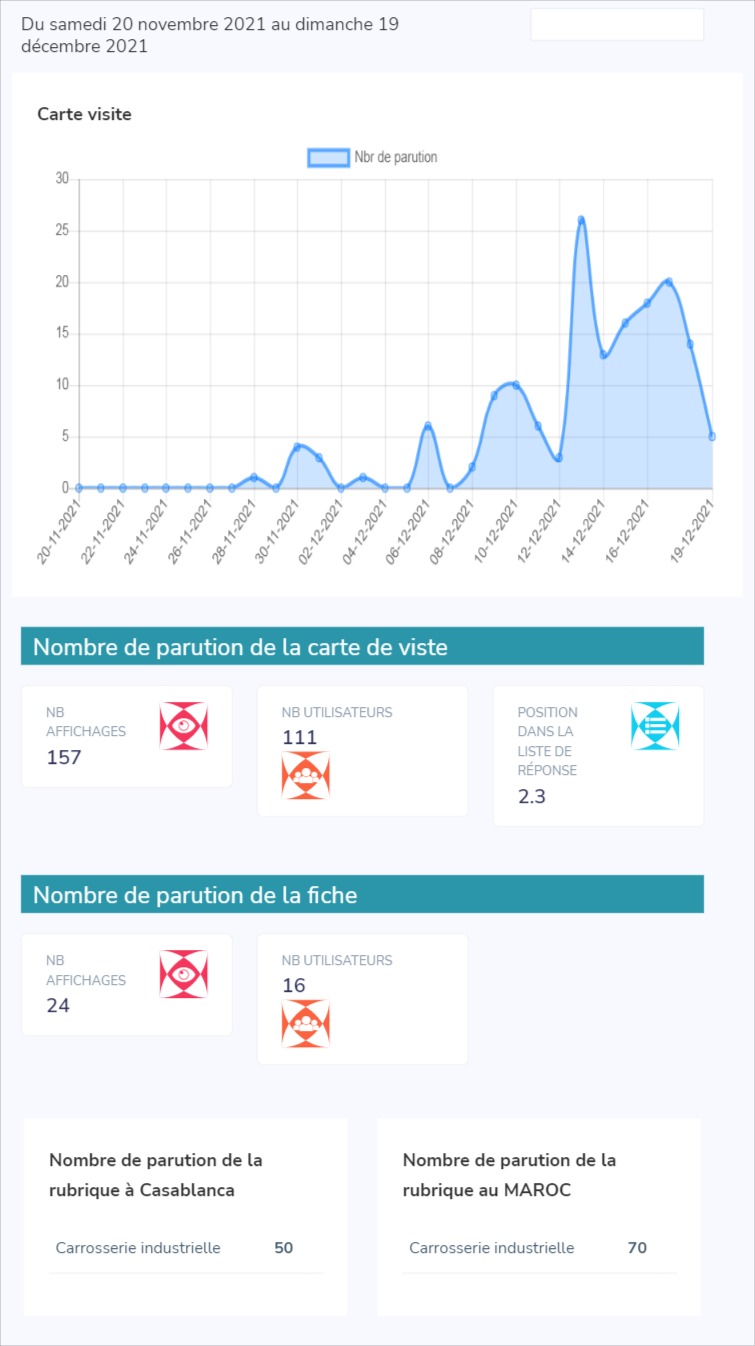 Du samedi 20 novembre 2021 au dimanche 19
décembre 2021
Carte visite
Nbr de parution
30
25
20
15
10
5
0
20-11-2021
22-11-2021
24-11-2021
26-11-2021
28-11-2021
30-11-2021
02-12-2021
04-12-2021
06-12-2021
08-12-2021
10-12-2021
12-12-2021
14-12-2021
16-12-2021
19-12-2021
Nombre de parution de la carte de viste
NB
AFFICHAGES
157
NB UTILISATEURS
111
POSITION
DANS LA
LISTE DE
RÉPONSE
2.3
Nombre de parution de la fiche
NB
AFFICHAGES
24
NB UTILISATEURS
16
Nombre de parution de la
rubrique à Casablanca
Carrosserie industrielle 50
Nombre de parution de la
rubrique au MAROC
Carrosserie industrielle 70